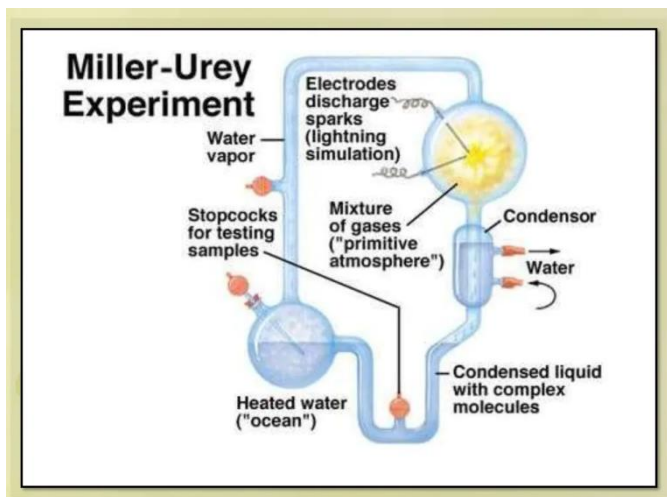 Miller-Urey
Experiment
Electrodes
discharge
sparks
(lightning
simulation)
Water
vapor
Stopcocks
for testing
samples
Mixture
of gases
("primitive
atmosphere")
Condensor
Water
Heated water
("ocean")
Condensed liquid
with complex
molecules